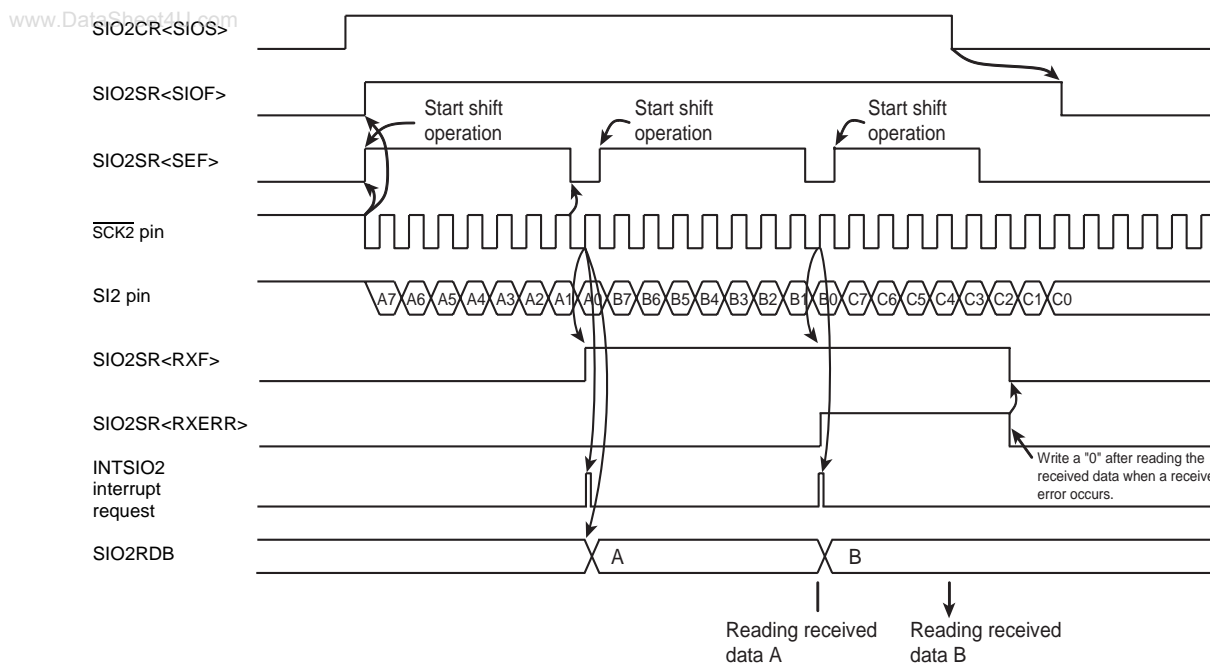 www.DataSheet4U.com
SIO2CR<SIOS>
SIO2SR<SIOF>
Start shift
operation
Start shift
operation
Start shift
operation
SIO2SR<SEF>
SCK2 pin
SI2 pin
A7 A6 A5 A4 A3 A2 A1 A0 B7 B6 B5 B4 B3 B2 B1 B0 C7 C6 C5 C4 C3 C2 C1 C0
SIO2SR<RXF>
SIO2SR<RXERR>
Write a "0" after reading the
received data when a receive
error occurs.
INTSIO2
interrupt
request
SIO2RDB
A
B
Reading received
data A
Reading received
data B